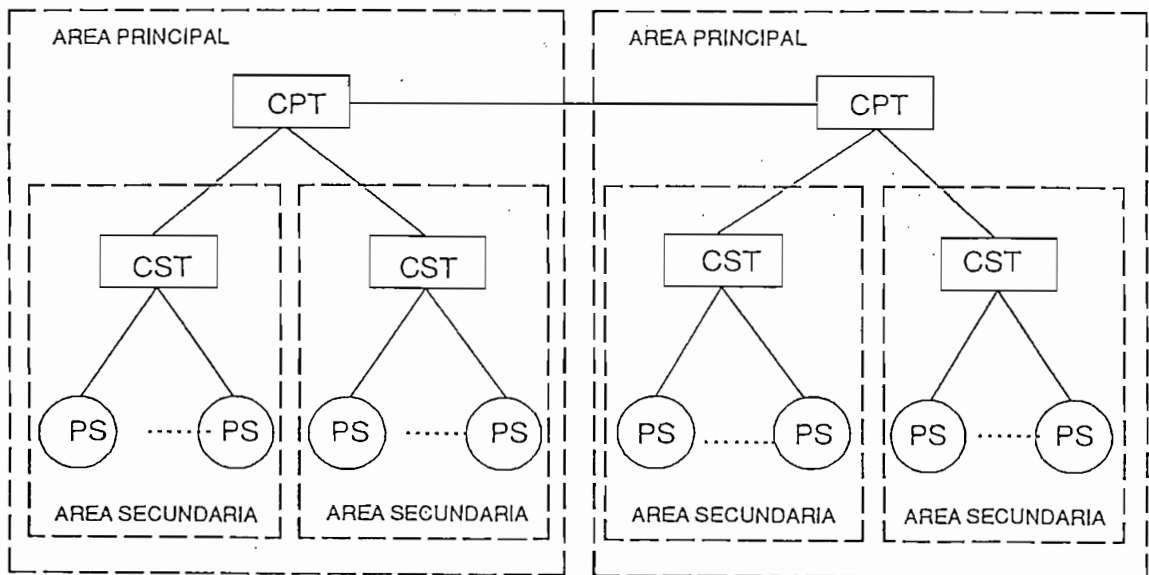 AREA PRINCIPAL
AREA PRINCIPAL
CPT
CPT
CST
CST
CST
CST
PS ........ PS
PS ........ PS
PS ........ PS
PS ........ PS
AREA SECUNDARIA
AREA SECUNDARIA
AREA SECUNDARIA
AREA SECUNDARIA